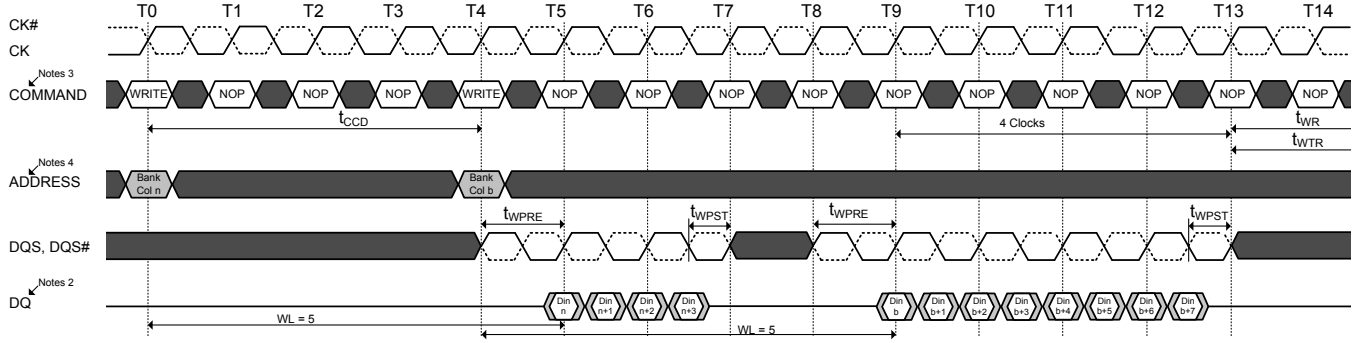 T0 T1 T2 T3 T4 T5 T6 T7 T8 T9 T10 T11 T12 T13 T14
CK#
CK
Notes 3
COMMAND WRITE NOP NOP NOP WRITE NOP NOP NOP NOP NOP NOP NOP NOP NOP NOP
tCCD 4 Clocks tWR
tWTR
Notes 4
ADDRESS Bank Col n Bank Col b
tWPRE tWPST tWPRE tWPST
DQS, DQS#
Notes 2
DQ Din n Din n+1 Din n+2 Din n+3 Din b Din b+1 Din b+2 Din b+3 Din b+4 Din b+5 Din b+6 Din b+7
WL = 5
WL = 5